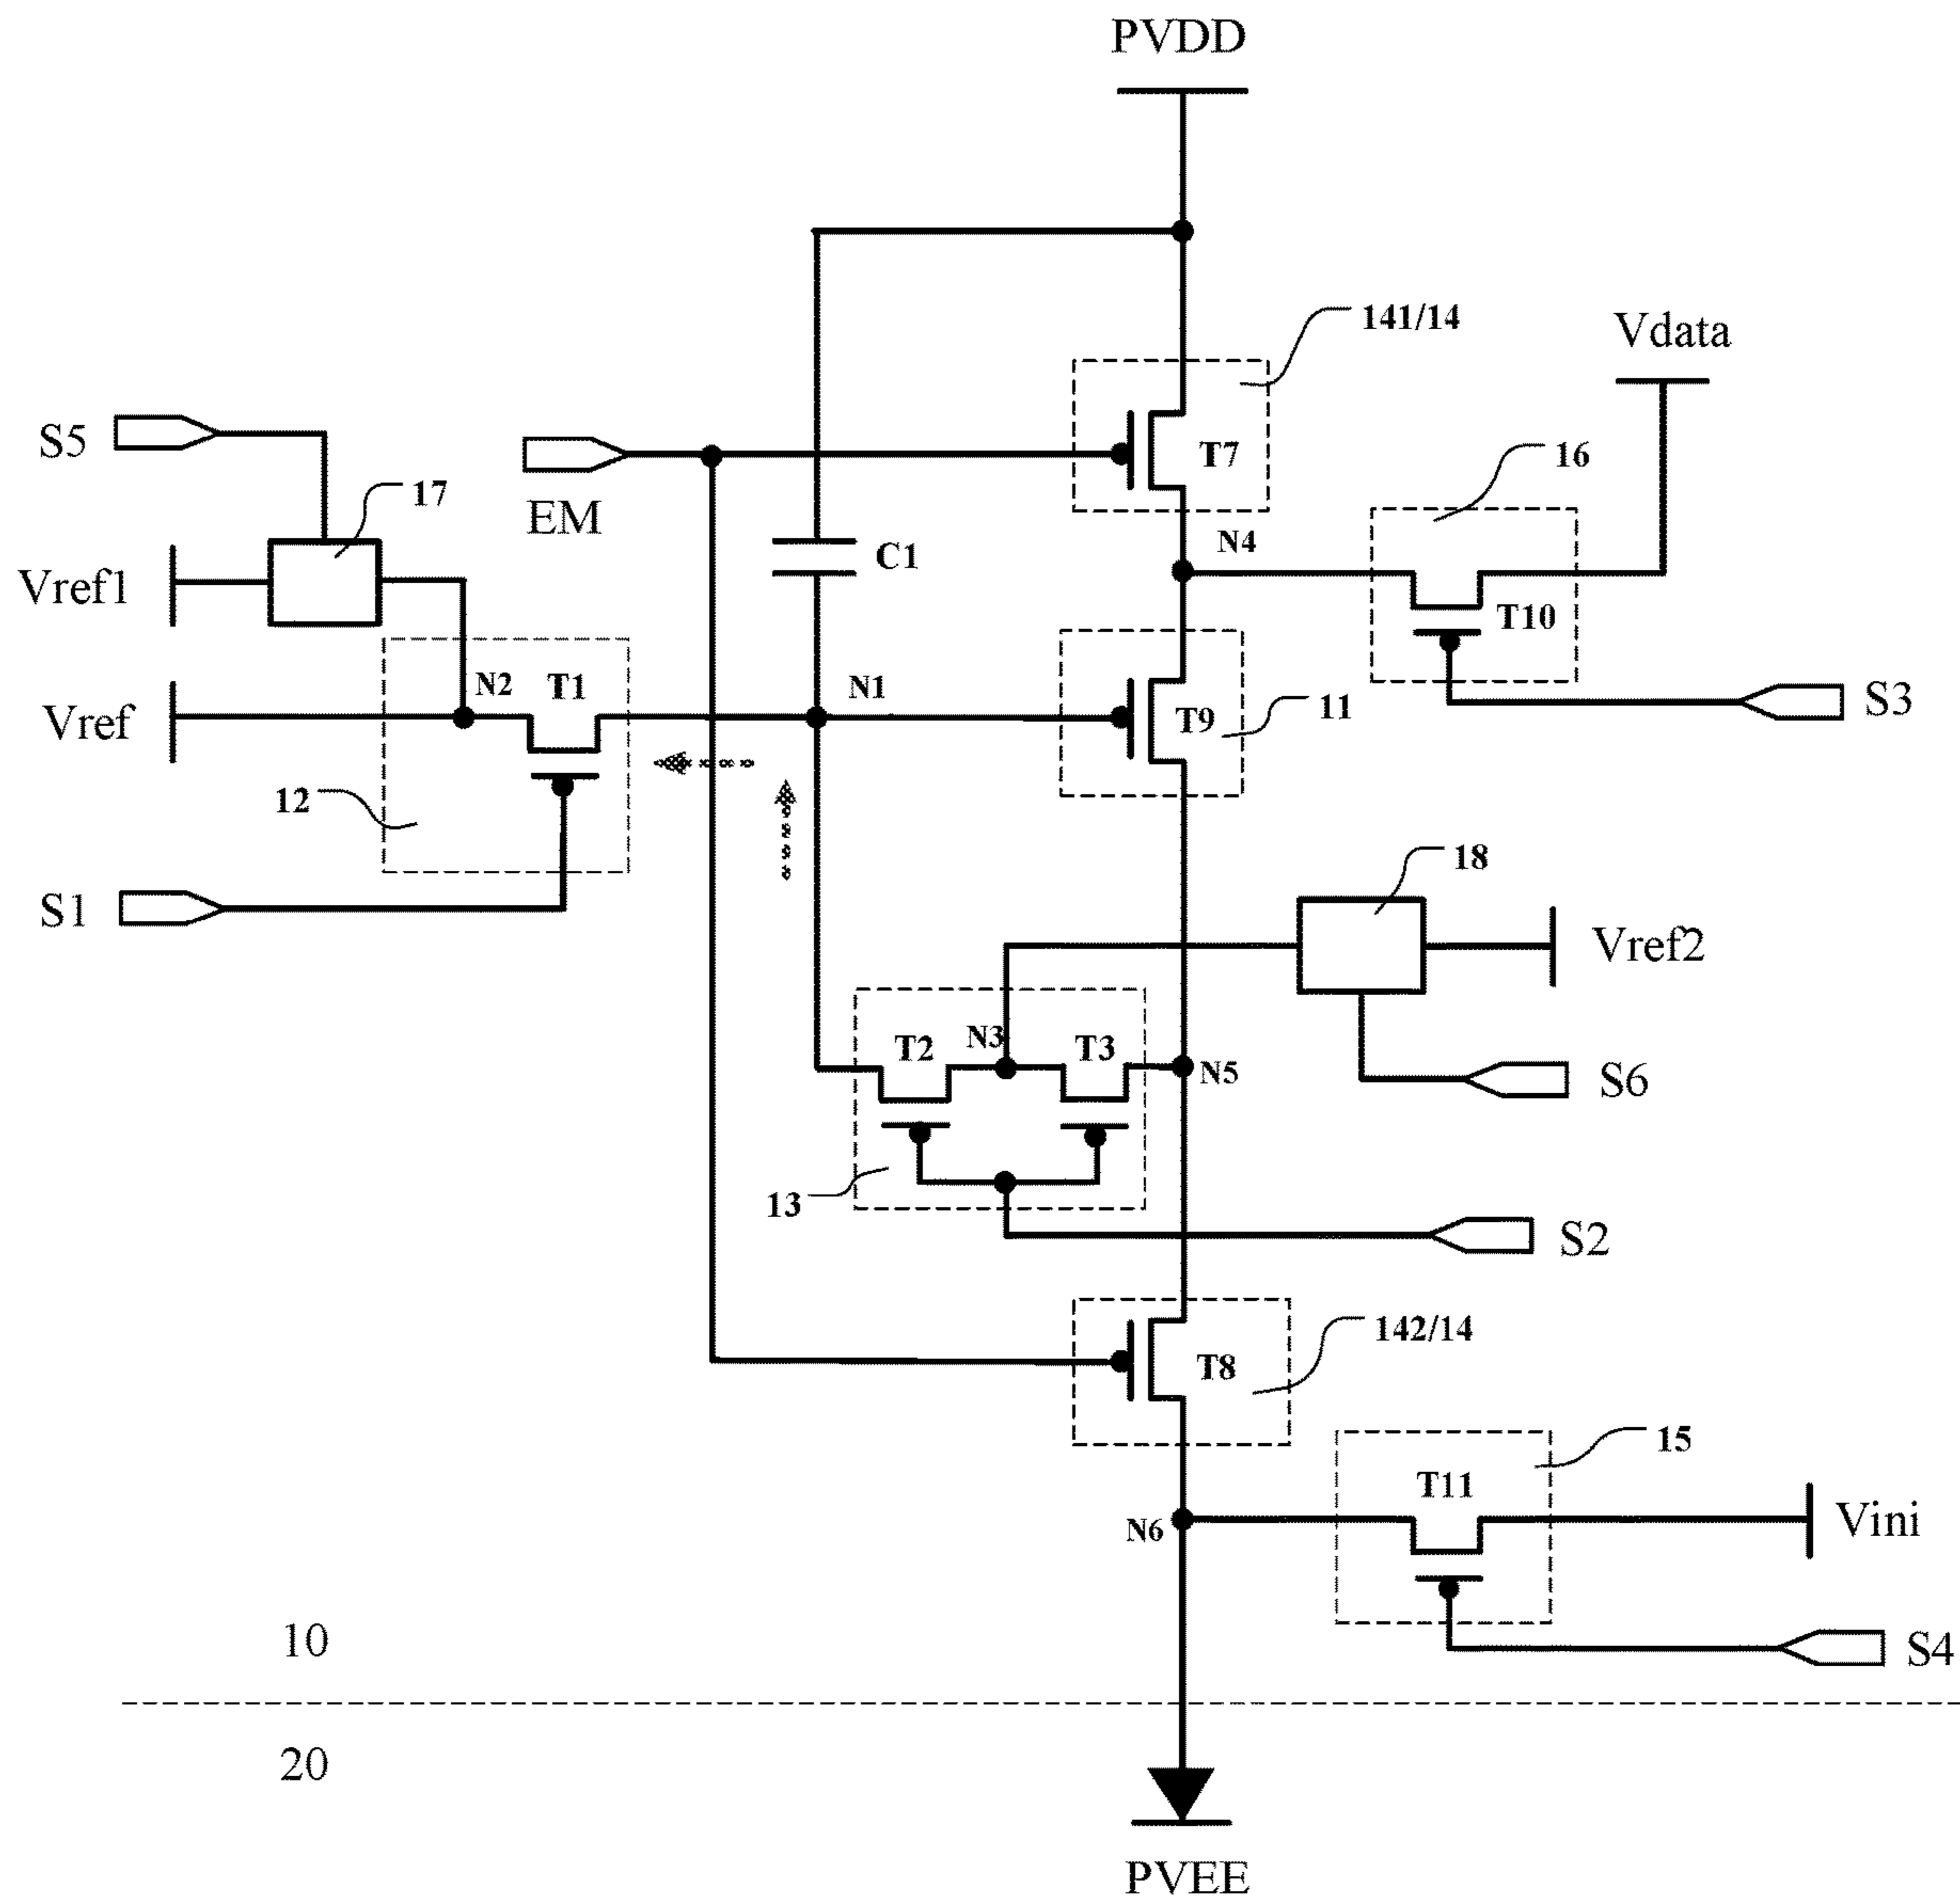 PVDD
141/14
Vdata
S5
17
EM
T7
16
N4
C1
Vref1
T10
N2
T1
N1
Vref
T9
11
S3
12
18
S1
Vref2
T2
N3
T3
N5
S6
13
S2
142/14
T8
15
T11
N6
Vini
10
S4
20
PVEE